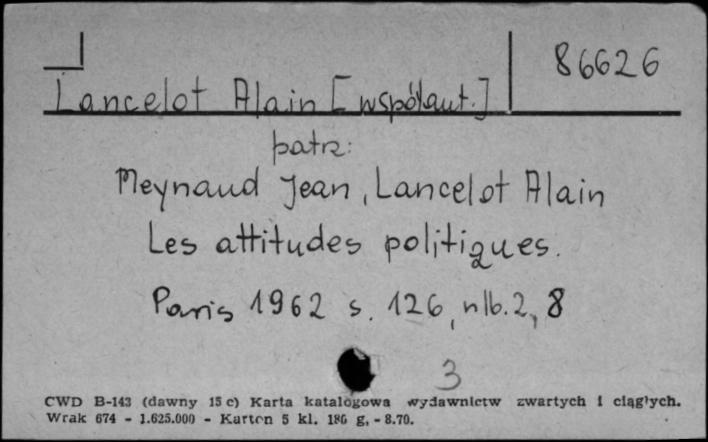 86626
Lancelot Alain [współaut.]
patrz:
Meynaud Jean, Lancelot Alain
Les attitudes politiques.
Paris 1962 s. 126, nlb. 2, 8
3
CWD B-143 (dawny 15 c) Karta katalogowa wydawnictw zwartych i ciągłych.
Wrak 674 - 1.625.000 - Karton 5 kl. 180 g, - 8.70.